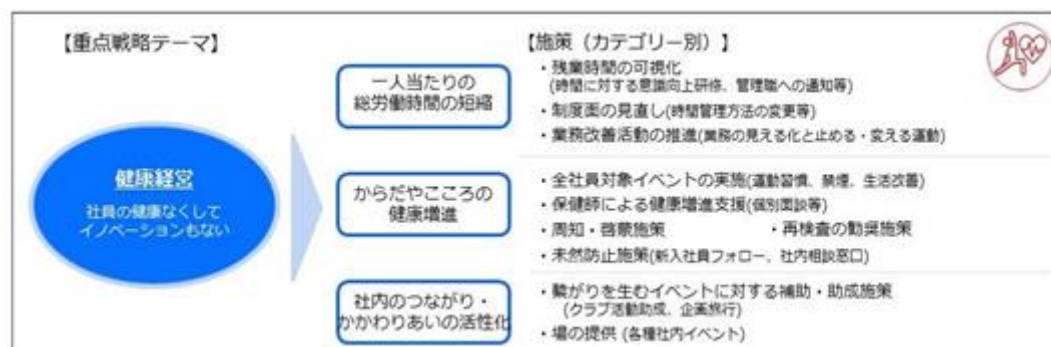 【重点戦略テーマ】
健康経営
社員の健康なくして
イノベーションもない
一人当たりの
総労働時間の短縮
からだやこころの
健康増進
社内のつながり・
かかわりあいの活性化
【施策（カテゴリー別）】
・残業時間の可視化
(時間に対する意識向上研修、管理職への通知等)
・制度面の見直し(時間管理方法の変更等)
・業務改善活動の推進(業務の見える化と止める・変える運動)
・全社員対象イベントの実施(運動習慣、禁煙、生活改善)
・保健師による健康増進支援(個別面談等)
・周知・啓蒙施策 ・再検査の勧奨施策
・未然防止施策(新入社員フォロー、社内相談窓口)
・繋がりを生むイベントに対する補助・助成施策
(クラブ活動助成、企画旅行)
・場の提供(各種社内イベント)